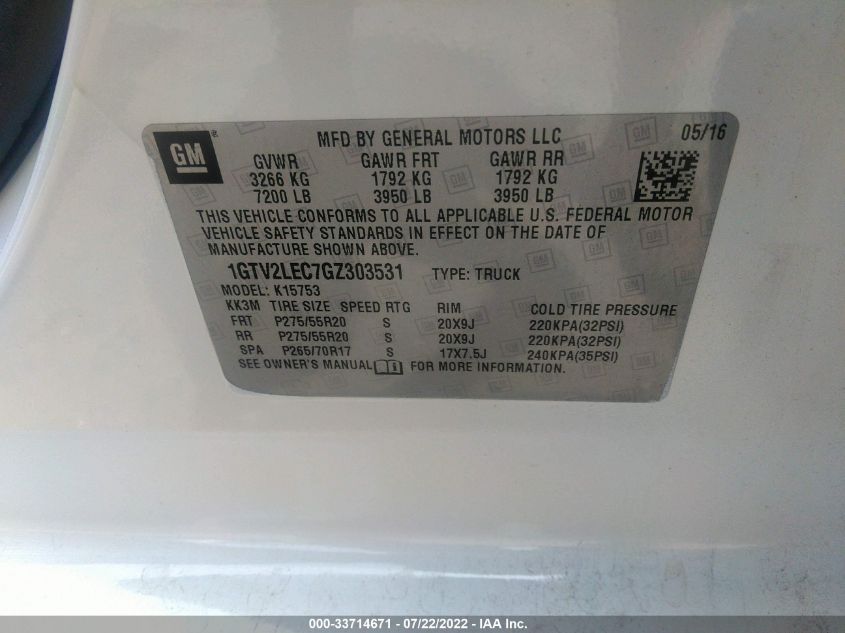 GM
MFD BY GENERAL MOTORS LLC 05/16
GVWR GAWR FRT GAWR RR
3266 KG 1792 KG 1792 KG
7200 LB 3950 LB 3950 LB
THIS VEHICLE CONFORMS TO ALL APPLICABLE U.S. FEDERAL MOTOR
VEHICLE SAFETY STANDARDS IN EFFECT ON THE DATE OF
MANUFACTURE SHOWN ABOVE.
1GTV2LEC7GZ303531 TYPE: TRUCK
MODEL: K15753
KK3M TIRE SIZE SPEED RTG RIM COLD TIRE PRESSURE
FRT P275/55R20 S 20X9J 220KPA(32PSI)
RR P275/55R20 S 20X9J 220KPA(32PSI)
SPA P265/70R17 S 17X7.5J 240KPA(35PSI)
SEE OWNER'S MANUAL FOR MORE INFORMATION.
000-33714671 - 07/22/2022 - IAA Inc.